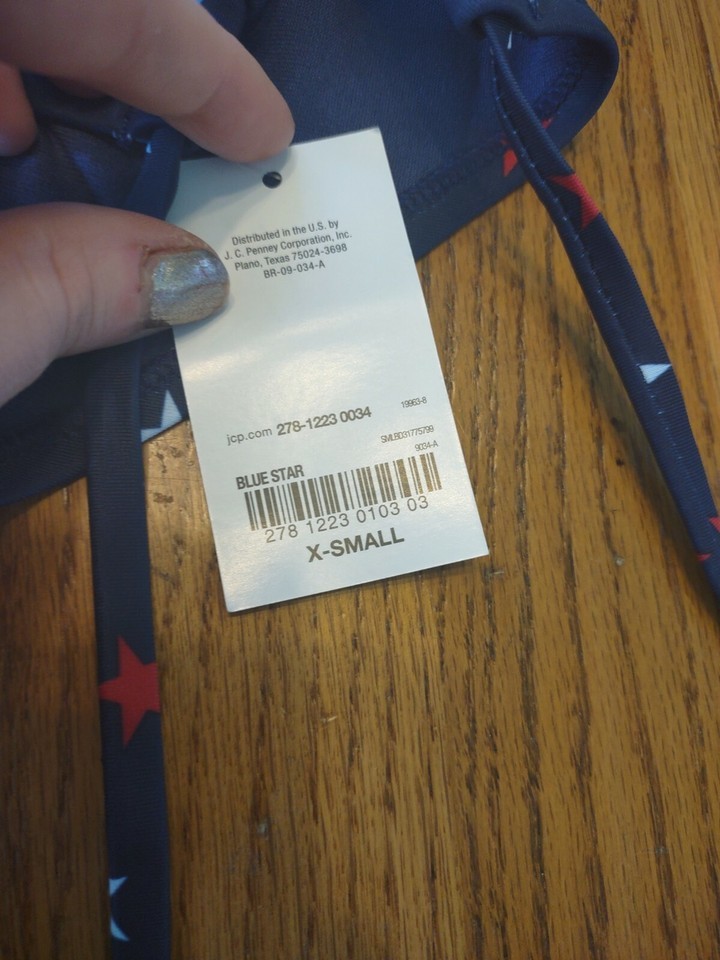 Distributed in the U.S. by
J. C. Penney Corporation, Inc.
Plano, Texas 75024-3698
BR-09-034-A
jcp.com 278-1223 0034
19963-8
SMLBD31775799
9034-A
BLUE STAR
278 1223 0103 03
X-SMALL